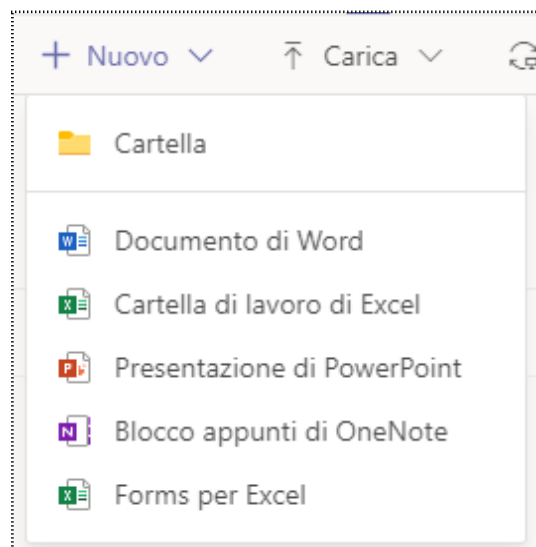 Nuovo Carica
Cartella
Documento di Word
Cartella di lavoro di Excel
Presentazione di PowerPoint
Blocco appunti di OneNote
Forms per Excel